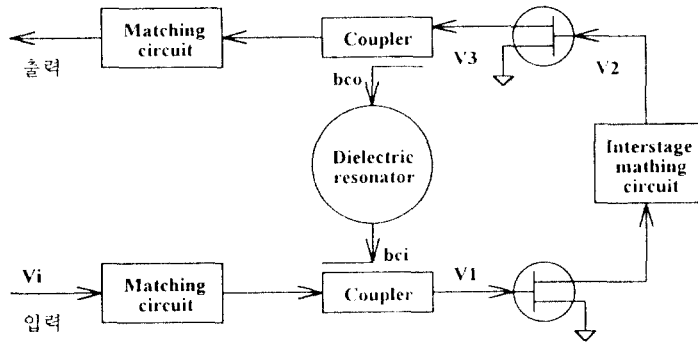 Matching
circuit
Coupler
V3
V2
출력
bco
Dielectric
resonator
Interstage
mathing
circuit
bci
Vi
Matching
circuit
Coupler
V1
입력